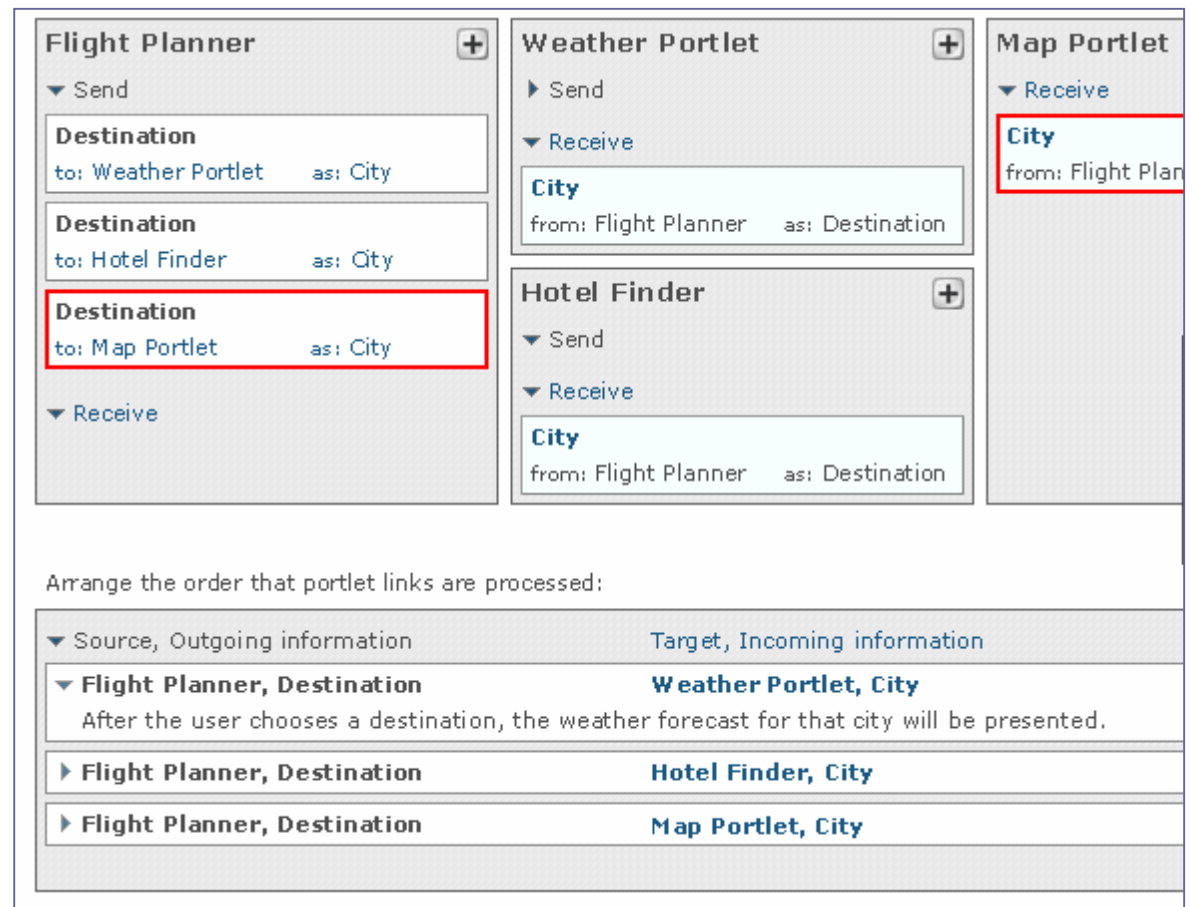 Flight Planner
Send
Destination
to: Weather Portlet as: City
Destination
to: Hotel Finder as: City
Destination
to: Map Portlet as: City
Receive
Weather Portlet
Send
Receive
City
from: Flight Planner as: Destination
Hotel Finder
Send
Receive
City
from: Flight Planner as: Destination
Map Portlet
Receive
City
from: Flight Plan
Arrange the order that portlet links are processed:
Source, Outgoing information Target, Incoming information
Flight Planner, Destination Weather Portlet, City
After the user chooses a destination, the weather forecast for that city will be presented.
Flight Planner, Destination Hotel Finder, City
Flight Planner, Destination Map Portlet, City